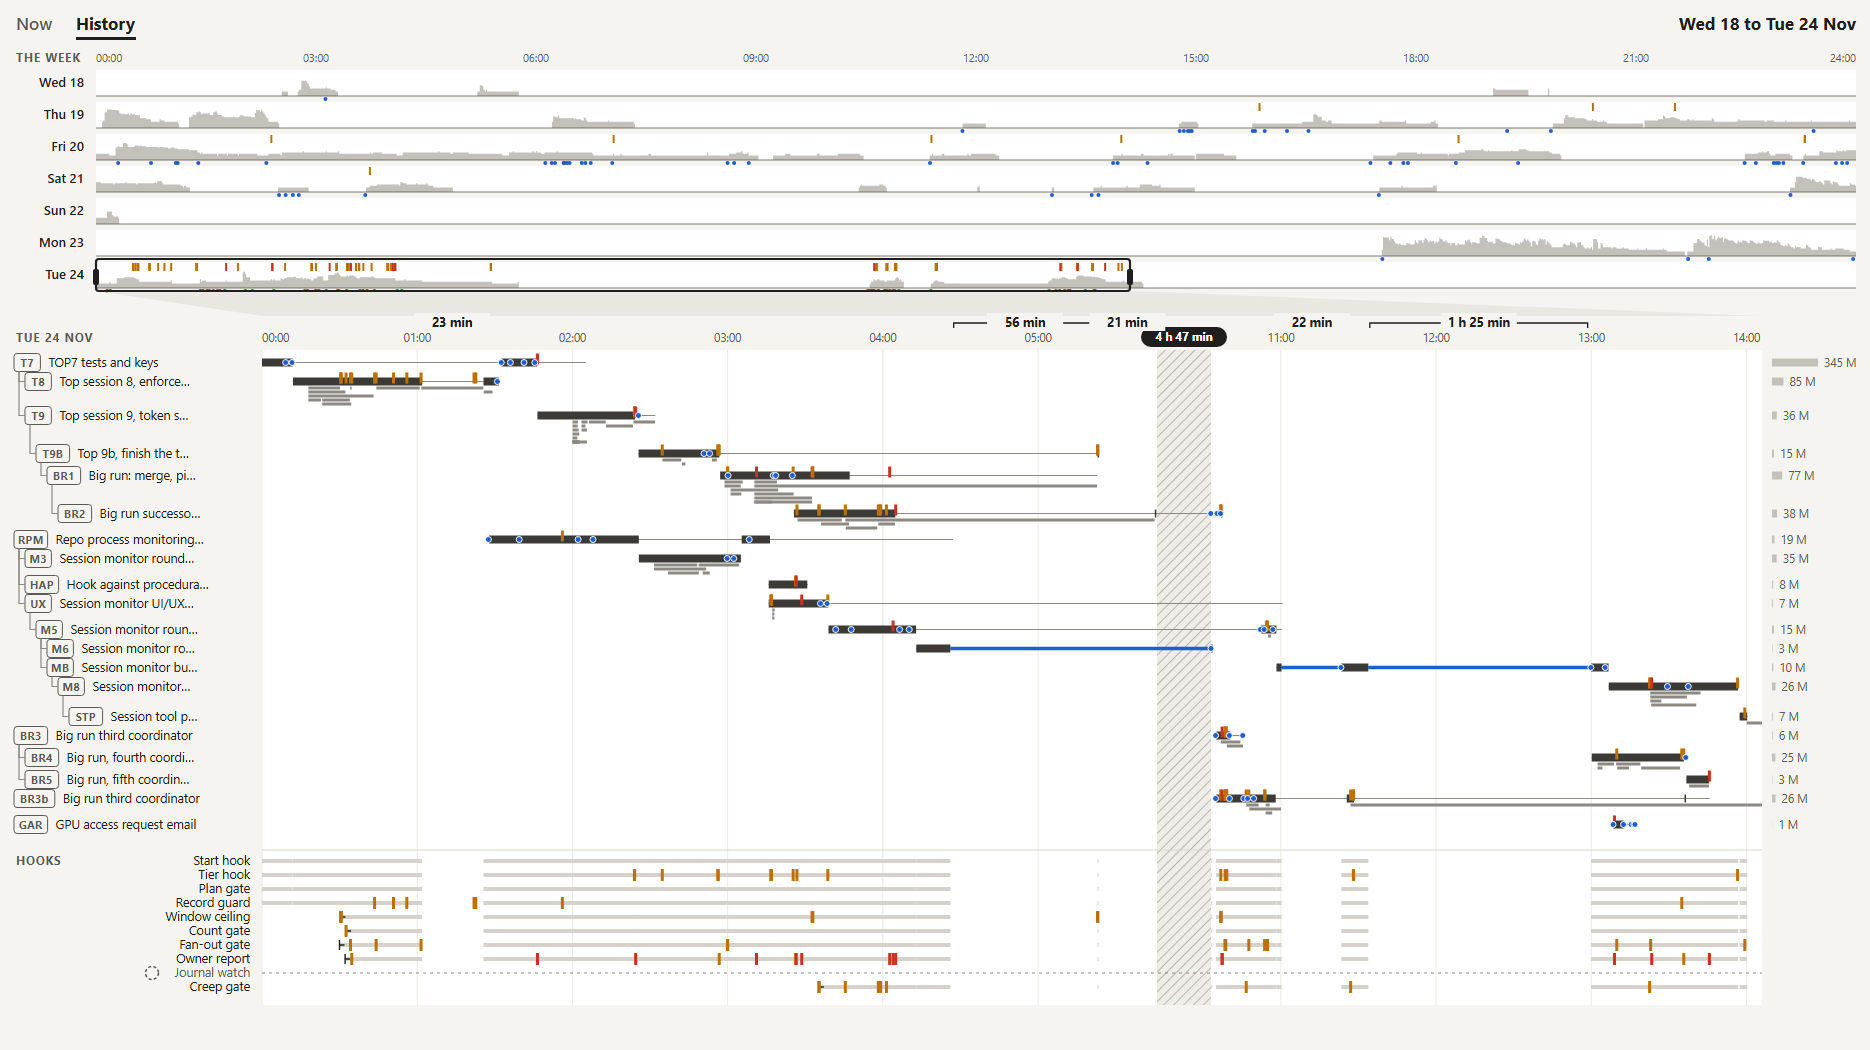 Now History Wed 18 to Tue 24 Nov
THE WEEK 00:00 03:00 06:00 09:00 12:00 15:00 18:00 21:00 24:00
Wed 18
Thu 19
Fri 20
Sat 21
Sun 22
Mon 23
Tue 24
23 min 56 min 21 min 22 min 1 h 25 min
TUE 24 NOV 00:00 01:00 02:00 03:00 04:00 05:00 4 h 47 min 11:00 12:00 13:00 14:00
T7 TOP7 tests and keys 345 M
T8 Top session 8, enforce... 85 M
T9 Top session 9, token s... 36 M
T9B Top 9b, finish the t... 15 M
BR1 Big run: merge, pi... 77 M
BR2 Big run successo... 38 M
RPM Repo process monitoring... 19 M
M3 Session monitor round... 35 M
HAP Hook against procedura... 8 M
UX Session monitor UI/UX... 7 M
M5 Session monitor roun... 15 M
M6 Session monitor ro... 3 M
MB Session monitor bu... 10 M
M8 Session monitor... 26 M
STP Session tool p... 7 M
BR3 Big run third coordinator 6 M
BR4 Big run, fourth coordi... 25 M
BR5 Big run, fifth coordin... 3 M
BR3b Big run third coordinator 26 M
GAR GPU access request email 1 M
HOOKS Start hook
Tier hook
Plan gate
Record guard
Window ceiling
Count gate
Fan-out gate
Owner report
Journal watch
Creep gate